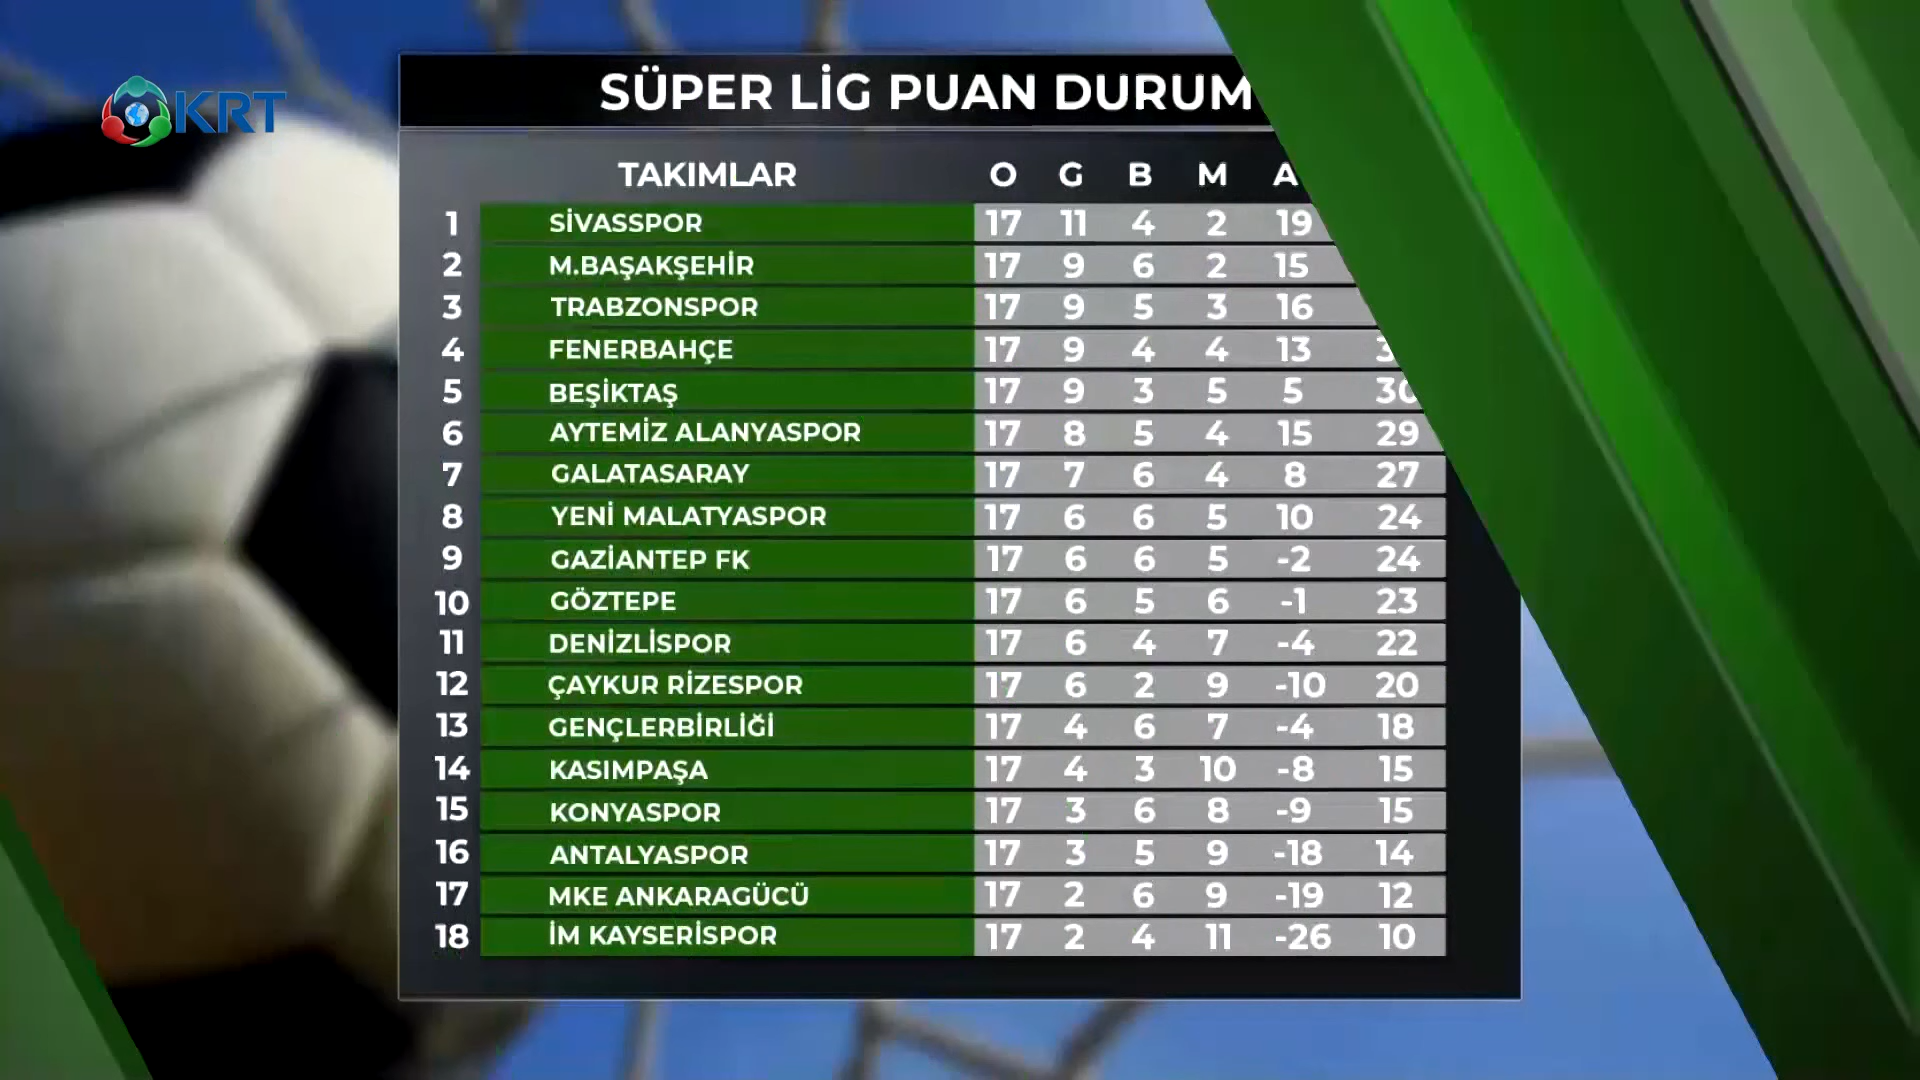 KRT
SÜPER LİG PUAN DURUM
TAKIMLAR O G B M A
1 SİVASSPOR 17 11 4 2 19
2 M.BAŞAKŞEHİR 17 9 6 2 15
3 TRABZONSPOR 17 9 5 3 16
4 FENERBAHÇE 17 9 4 4 13
5 BEŞİKTAŞ 17 9 3 5 5 30
6 AYTEMİZ ALANYASPOR 17 8 5 4 15 29
7 GALATASARAY 17 7 6 4 8 27
8 YENİ MALATYASPOR 17 6 6 5 10 24
9 GAZİANTEP FK 17 6 6 5 -2 24
10 GÖZTEPE 17 6 5 6 -1 23
11 DENİZLİSPOR 17 6 4 7 -4 22
12 ÇAYKUR RİZESPOR 17 6 2 9 -10 20
13 GENÇLERBİRLİĞİ 17 4 6 7 -4 18
14 KASIMPAŞA 17 4 3 10 -8 15
15 KONYASPOR 17 3 6 8 -9 15
16 ANTALYASPOR 17 3 5 9 -18 14
17 MKE ANKARAGÜCÜ 17 2 6 9 -19 12
18 İM KAYSERİSPOR 17 2 4 11 -26 10